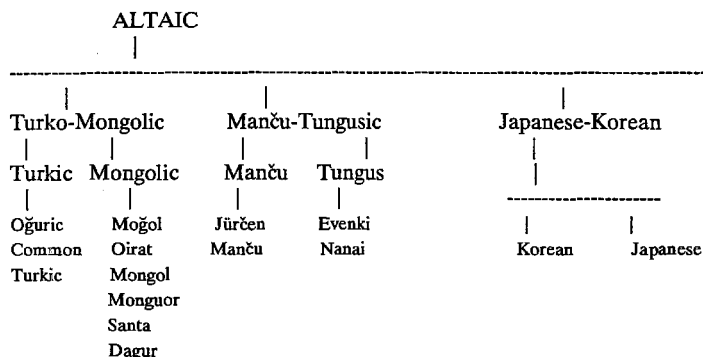 ALTAIC
Turko-Mongolic Manču-Tungusic Japanese-Korean
Turkic Mongolic Manču Tungus
Oğuric Moğol Jürčen Evenki
Common Oirat Manču Nanai Korean Japanese
Turkic Mongol
Monguor
Santa
Dagur